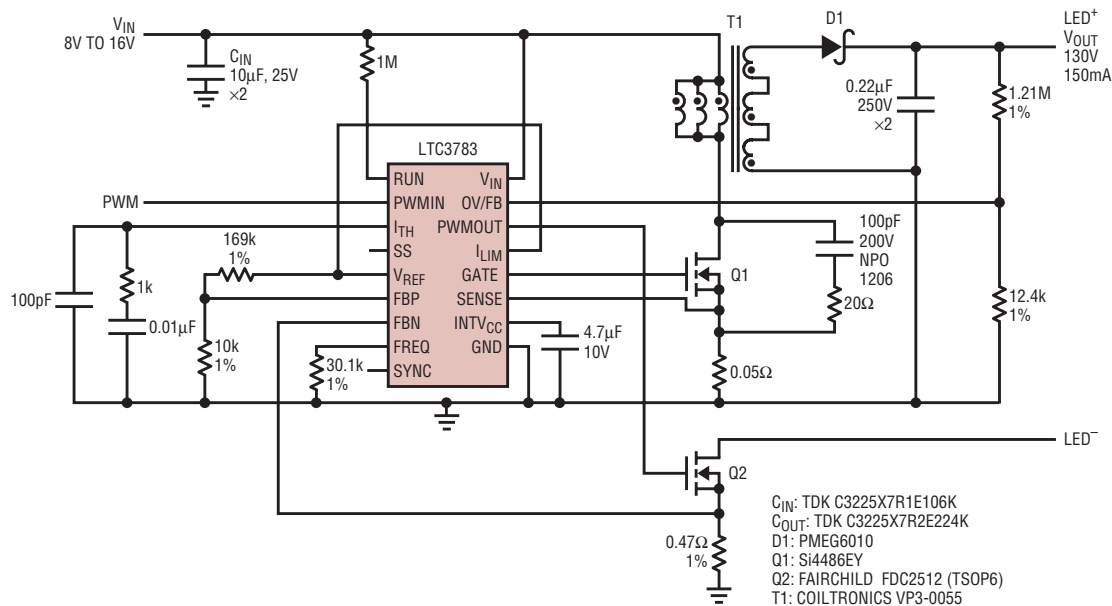 VIN
8V TO 16V
CIN
10µF, 25V
×2
1M
T1
D1
LED+
VOUT
130V
150mA
0.22µF
250V
×2
1.21M
1%
LTC3783
RUN
PWMIN
ITH
SS
VREF
FBP
FBN
FREQ
SYNC
VIN
OV/FB
PWMOUT
ILIM
GATE
SENSE
INTVCC
GND
PWM
169k
1%
100pF
1k
0.01µF
10k
1%
30.1k
1%
4.7µF
10V
Q1
100pF
200V
NPO
1206
20Ω
12.4k
1%
0.05Ω
LED–
Q2
0.47Ω
1%
CIN: TDK C3225X7R1E106K
COUT: TDK C3225X7R2E224K
D1: PMEG6010
Q1: Si4486EY
Q2: FAIRCHILD FDC2512 (TSOP6)
T1: COILTRONICS VP3-0055